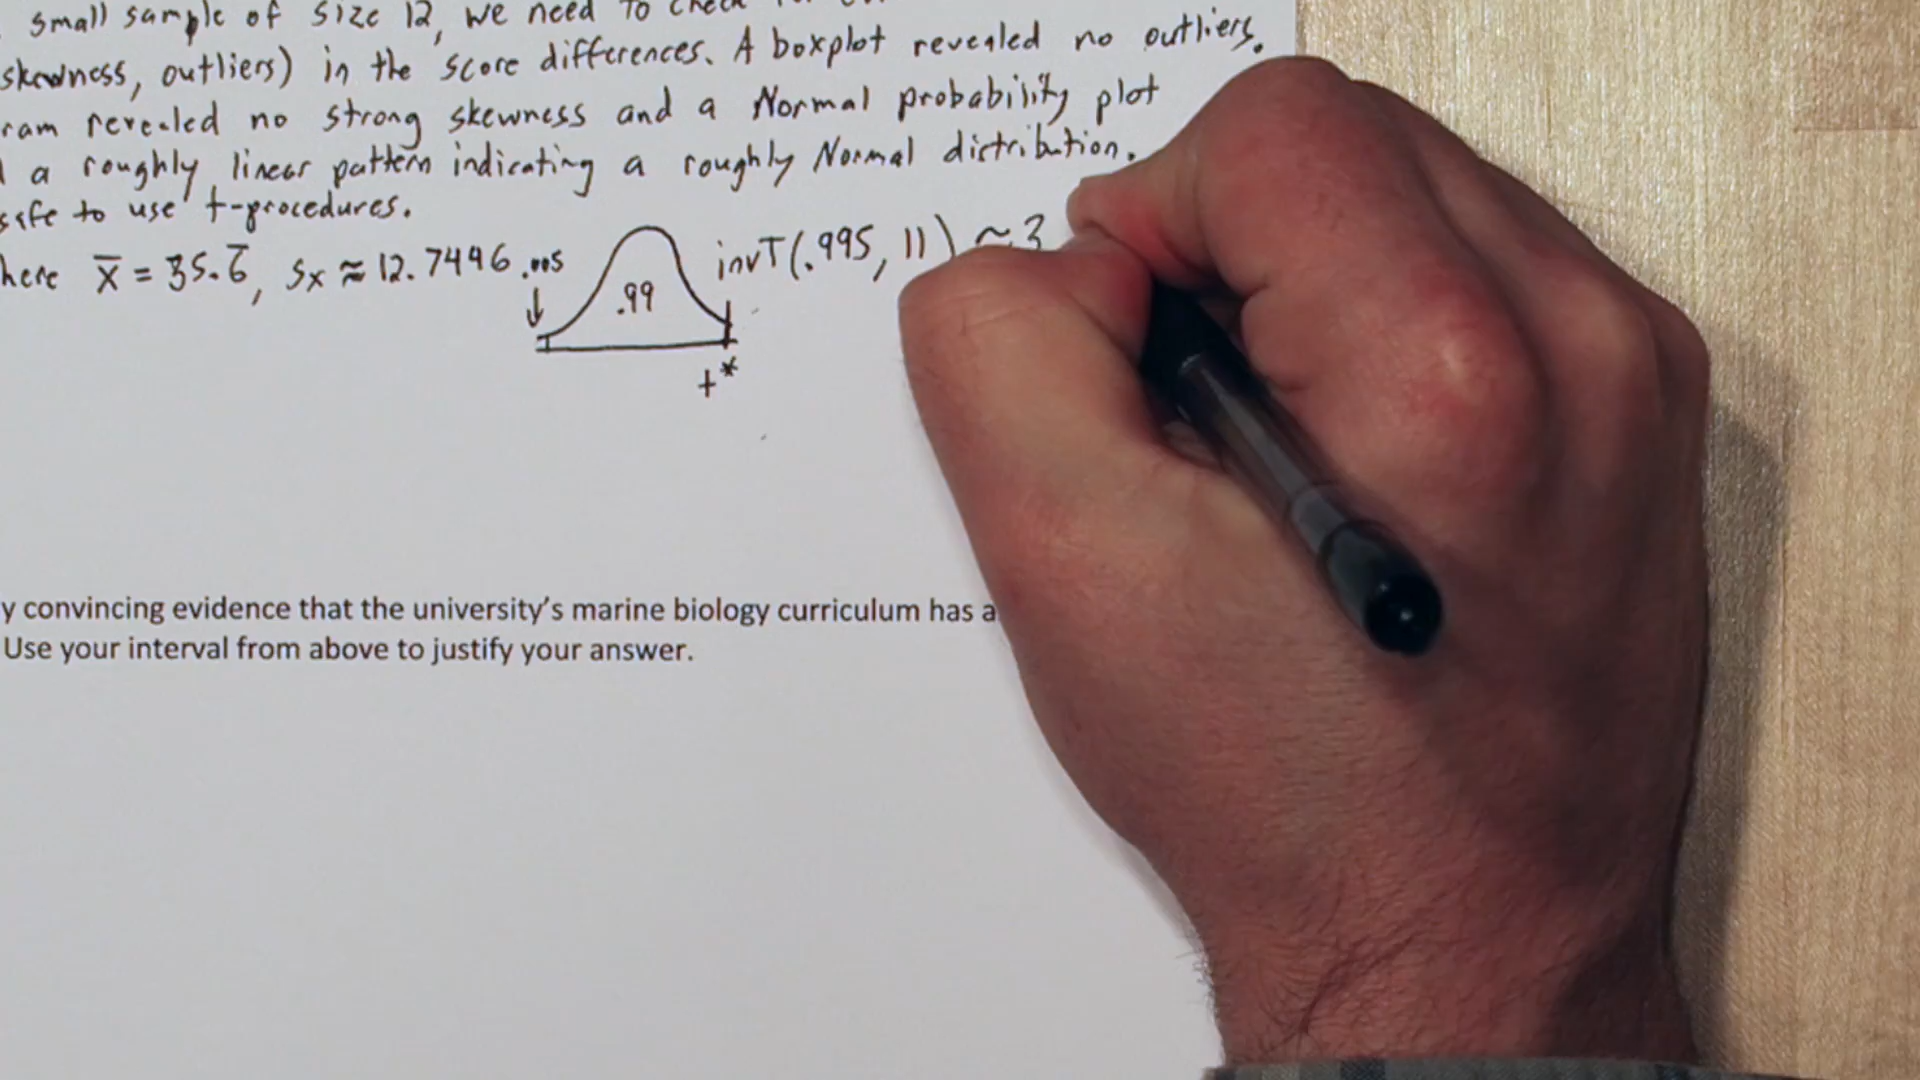 small sample of size 12, we need to check for
skewness, outliers) in the score differences. A boxplot revealed no outliers.
ram revealed no strong skewness and a Normal probability plot
a roughly linear pattern indicating a roughly Normal distribution.
safe to use t-procedures.
here x̄ = 35.6̅, sx ≈ 12.7496 .005 .99 invT(.995, 11) ≈ 3
t*
y convincing evidence that the university's marine biology curriculum has a
Use your interval from above to justify your answer.